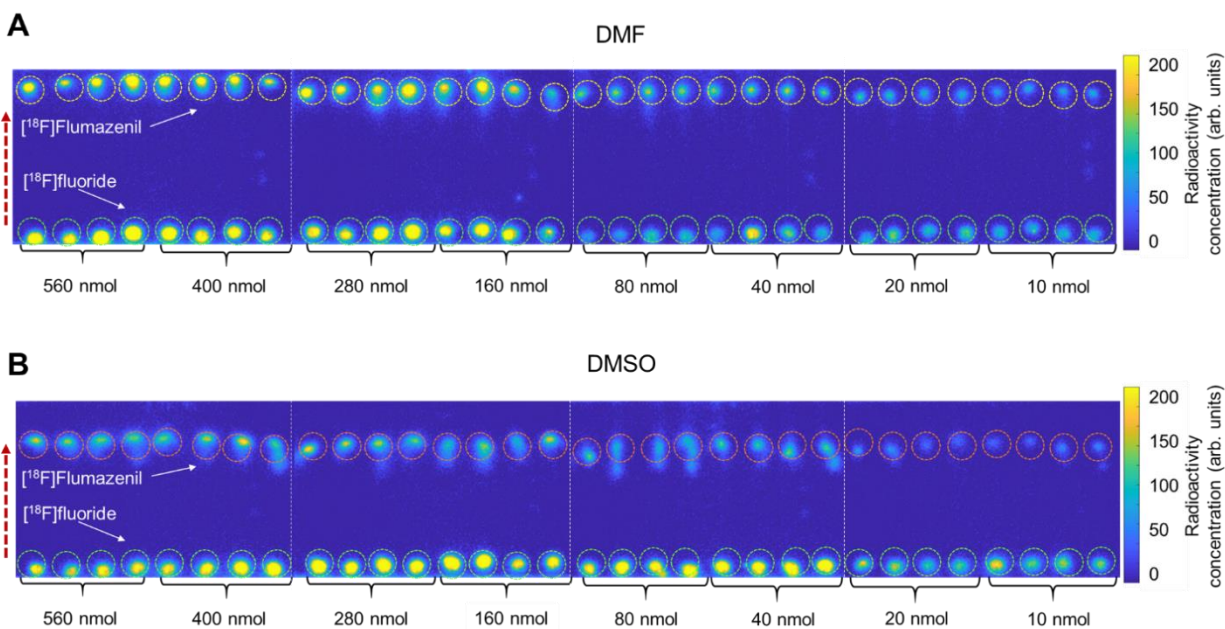 A
DMF
[¹⁸F]Flumazenil
[¹⁸F]fluoride
200
150
100
50
0
Radioactivity
concentration (arb. units)
560 nmol 400 nmol 280 nmol 160 nmol 80 nmol 40 nmol 20 nmol 10 nmol
B
DMSO
[¹⁸F]Flumazenil
[¹⁸F]fluoride
200
150
100
50
0
Radioactivity
concentration (arb. units)
560 nmol 400 nmol 280 nmol 160 nmol 80 nmol 40 nmol 20 nmol 10 nmol